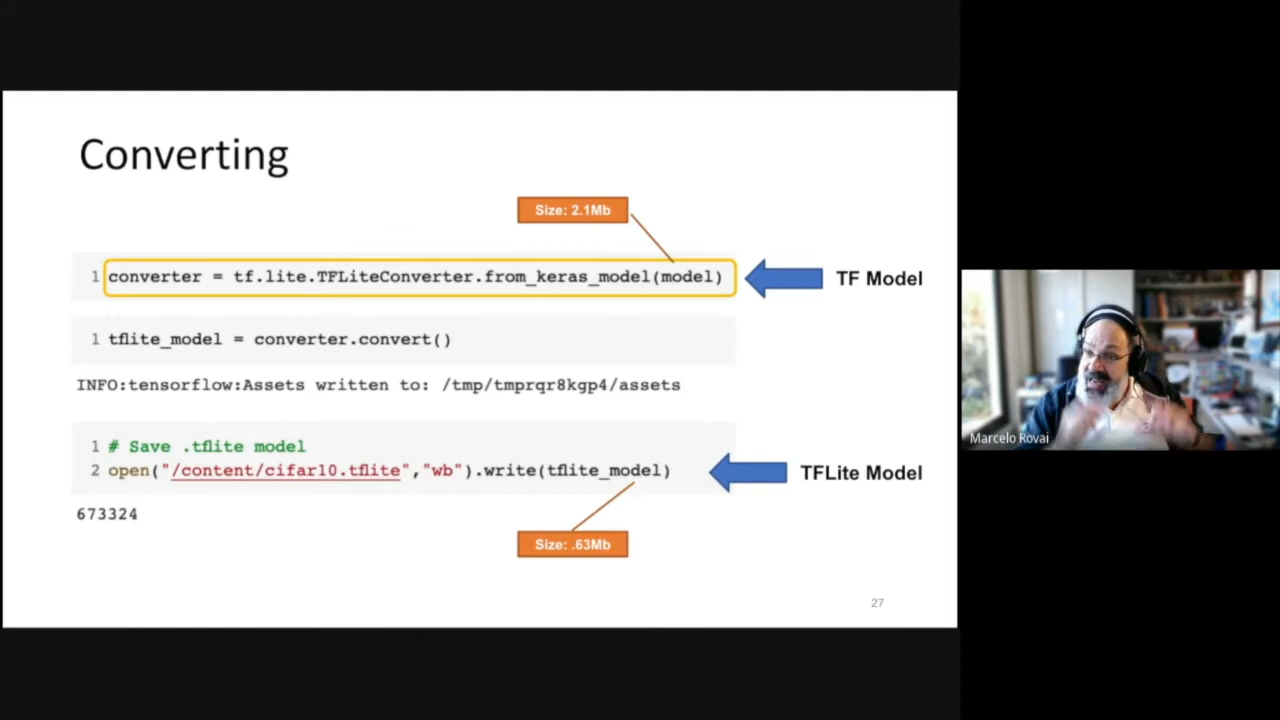 Converting
Size: 2.1Mb
1 converter = tf.lite.TFLiteConverter.from_keras_model(model)
TF Model
1 tflite_model = converter.convert()
INFO:tensorflow:Assets written to: /tmp/tmprqr8kgp4/assets
1 # Save .tflite model
2 open("/content/cifar10.tflite","wb").write(tflite_model)
TFLite Model
673324
Size: .63Mb
27
Marcelo Rovai